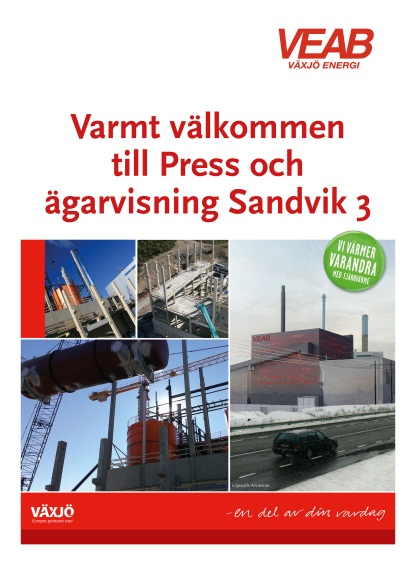 VEAB
VÄXJÖ ENERGI
Varmt välkommen
till Press och
ägarvisning Sandvik 3
VI VÄRMER
VARANDRA
MED FJÄRRVÄRME
VEAB
VÄXJÖ
Europas grönaste stad
-en del av din vardag